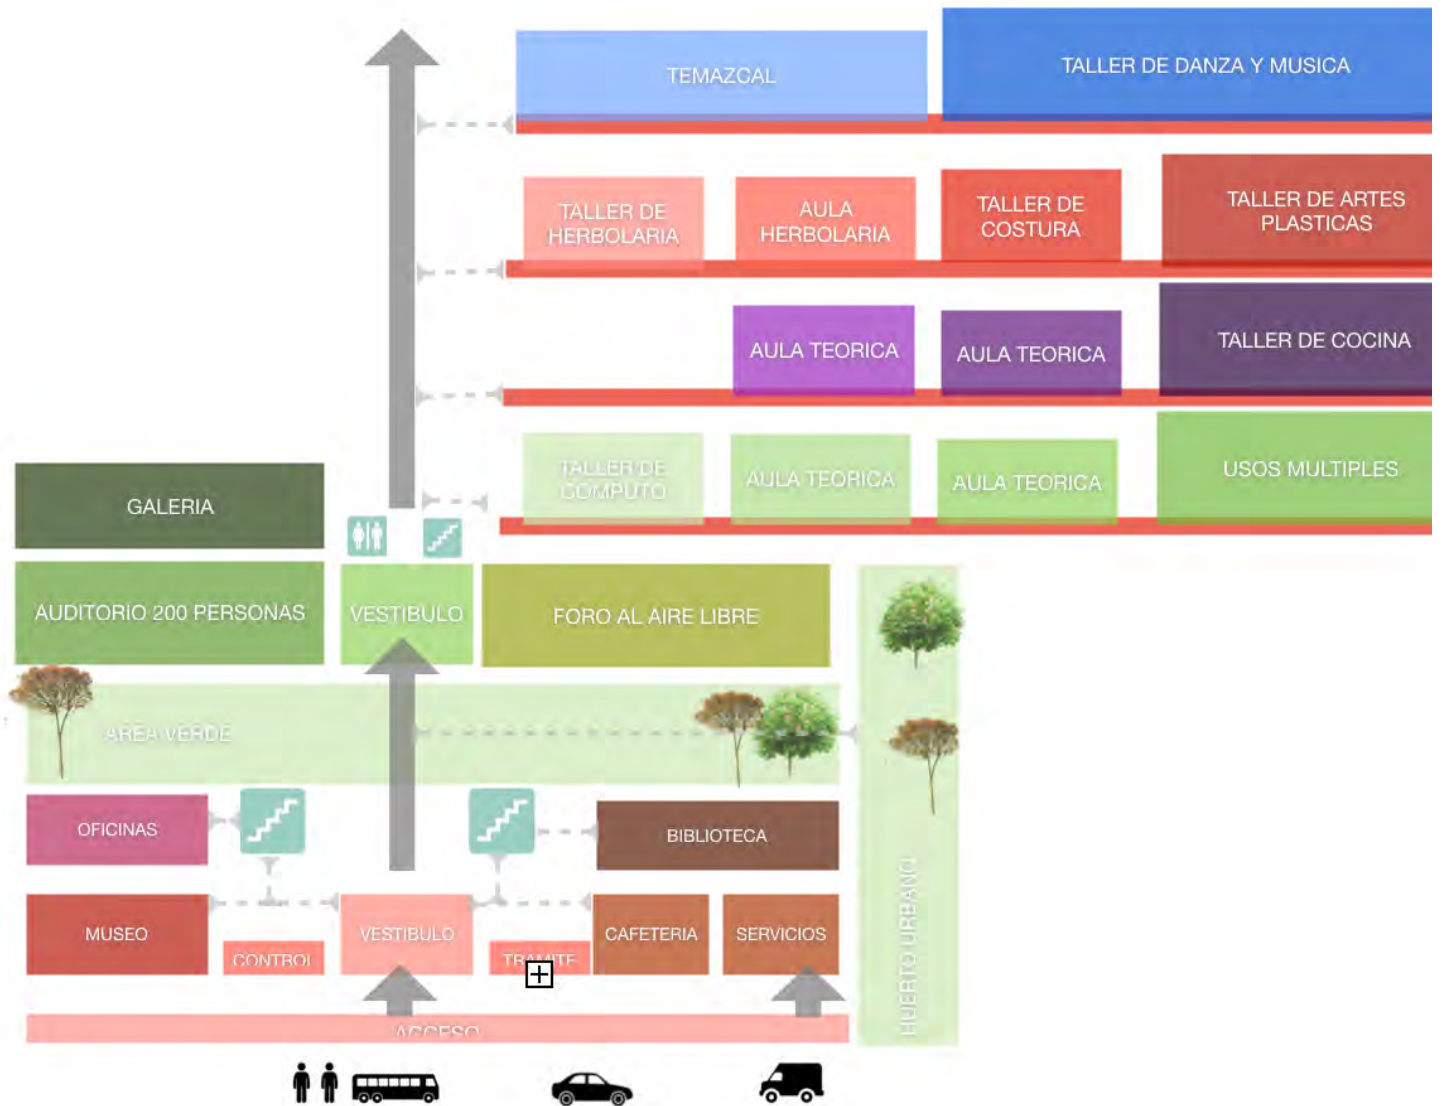 TEMAZCAL
TALLER DE DANZA Y MUSICA
TALLER DE
HERBOLARIA
AULA
HERBOLARIA
TALLER DE
COSTURA
TALLER DE ARTES
PLASTICAS
AULA TEORICA
AULA TEORICA
TALLER DE COCINA
TALLER DE
COMPUTO
AULA TEORICA
AULA TEORICA
USOS MULTIPLES
GALERIA
AUDITORIO 200 PERSONAS
VESTIBULO
FORO AL AIRE LIBRE
AREA VERDE
OFICINAS
BIBLIOTECA
MUSEO
CONTROL
VESTIBULO
TRAMITE
CAFETERIA
SERVICIOS
HUERTO URBANO
ACCESO